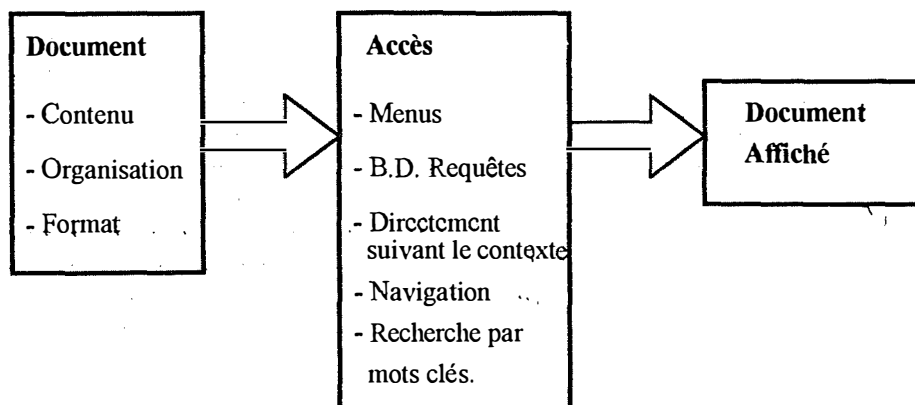 Document
- Contenu
- Organisation
- Format
Accès
- Menus
- B.D. Requêtes
- Directement
suivant le contexte
- Navigation
- Recherche par
mots clés.
Document
Affiché